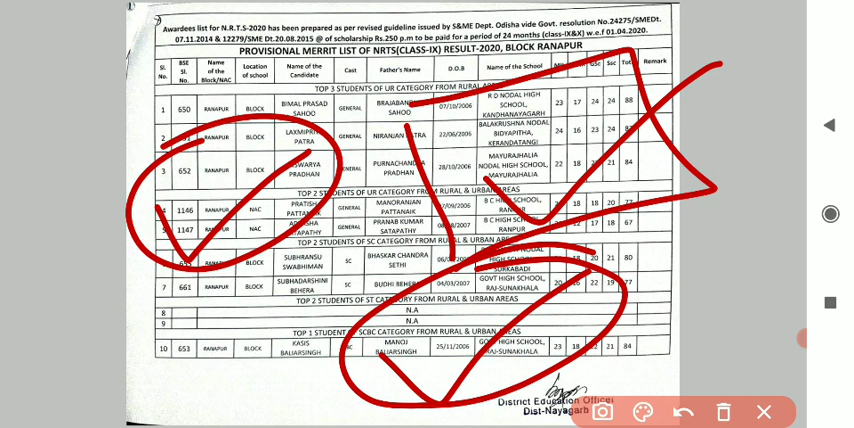 Awardees list for N.R.T.S-2020 has been prepared as per revised guideline issued by S&ME Dept. Odisha vide Govt. resolution No.24275/SMEDt.
07.11.2014 & 12279/SME Dt.20.08.2015 @ of scholarship Rs.250 p.m to be paid for a period of 24 months (class-IX&X) w.e.f 01.04.2020.
PROVISIONAL MERRIT LIST OF NRTS(CLASS-IX) RESULT-2020, BLOCK RANAPUR
Sl. No. BSE Sl. No. Name of the Block/NAC Location of school Name of the Candidate Cast Father's Name D.O.B Name of the School GSc Ssc Remark
TOP 3 STUDENTS OF UR CATEGORY FROM RURAL
1 650 RANAPUR BLOCK BIMAL PRASAD SAHOO GENERAL SAHOO 07/10/2006 R D NODAL HIGH SCHOOL, KANDHANAYAGARH 23 17 24 24 88
2 RANAPUR BLOCK PATRA GENERAL NIRANJAN 22/06/2006 BALAKRUSHNA NODAL BIDYAPITHA, KERANDATANGI 24 16 23 24
3 652 RANAPUR BLOCK PRADHAN GENERAL PURNACHANDRA PRADHAN 28/10/2006 MAYURAJHALIA NODAL HIGH SCHOOL, MAYURAJHALIA 22 18 21 84
TOP 2 STUDENTS OF UR CATEGORY FROM RURAL & URBAN AREAS
1146 RANAPUR NAC GENERAL MANORANJAN PATTANAIK B C HIGH SCHOOL, RANPUR 18 18 20
1147 RANAPUR NAC GENERAL PRANAB KUMAR SATAPATHY B C HIGH SCHOOL, RANPUR 12 17 18 67
TOP 2 STUDENTS OF SC CATEGORY FROM RURAL & URBAN
BLOCK SUBHRANSU SWABHIMAN SC BHASKAR CHANDRA SETHI NODAL HIGH SCHOOL SURKABADI 18 20 21 80
7 661 RANAPUR BLOCK SUBHADARSHINI BEHERA SC BUDHI BEHERA 04/03/2007 GOVT HIGH SCHOOL, RAJ-SUNAKHALA 20 22 19 77
TOP 2 STUDENTS OF ST CATEGORY FROM RURAL & URBAN AREAS
8 N.A
9 N.A
TOP 1 STUDENT OF SCBC CATEGORY FROM RURAL & URBAN AREAS
10 653 RANAPUR BLOCK KASIS BALIARSINGH MANOJ BALIARSINGH 25/11/2006 HIGH SCHOOL, RAJ-SUNAKHALA 23 18 21 84
District Education Officer
Dist-Nayagarh